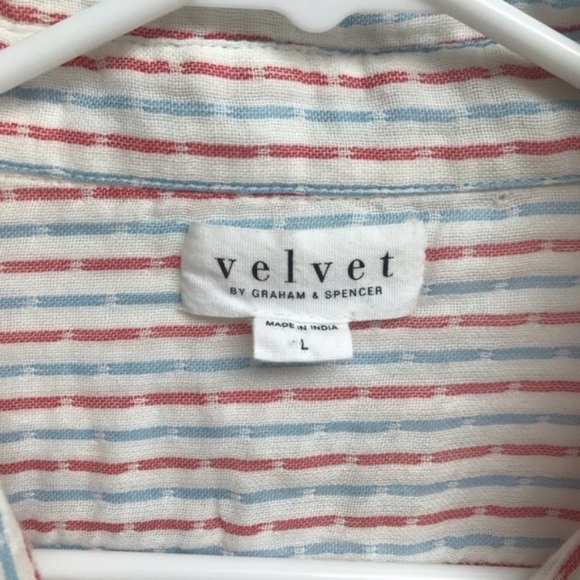 velvet
BY GRAHAM & SPENCER
MADE IN INDIA
L